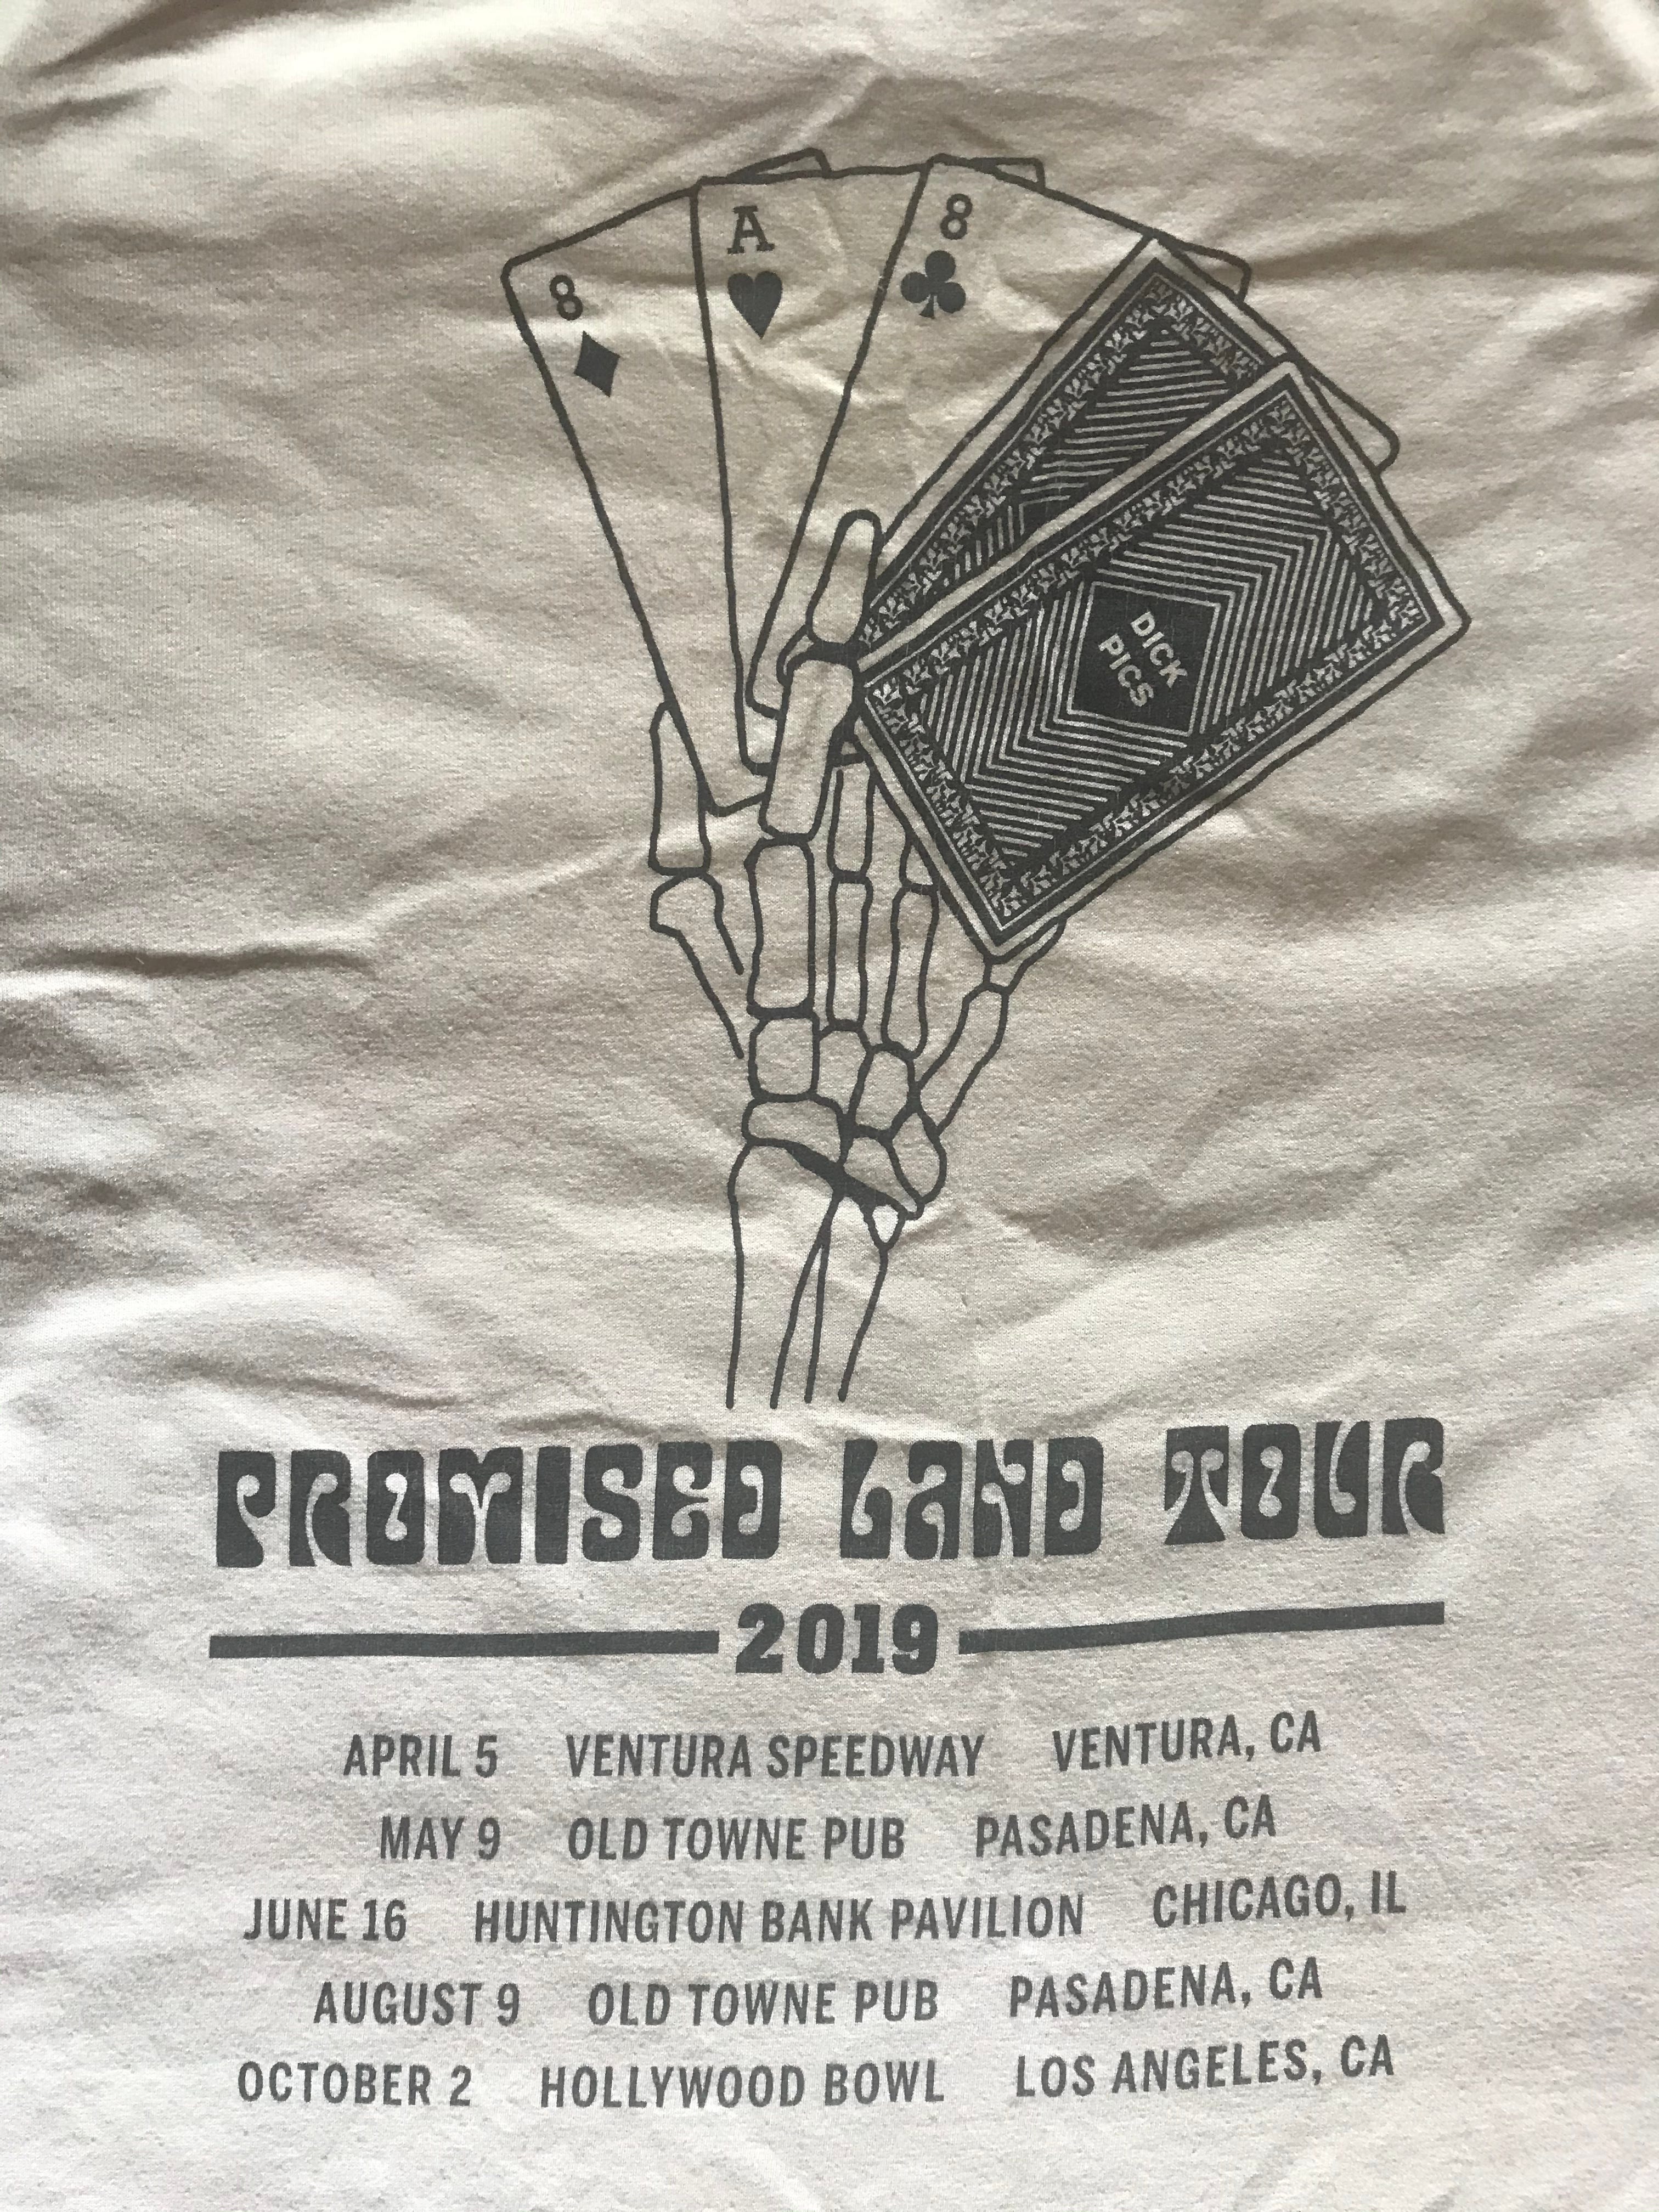 8
A
8
DICK
PICS
PROMISED LAND TOUR
2019
APRIL 5 VENTURA SPEEDWAY VENTURA, CA
MAY 9 OLD TOWNE PUB PASADENA, CA
JUNE 16 HUNTINGTON BANK PAVILION CHICAGO, IL
AUGUST 9 OLD TOWNE PUB PASADENA, CA
OCTOBER 2 HOLLYWOOD BOWL LOS ANGELES, CA